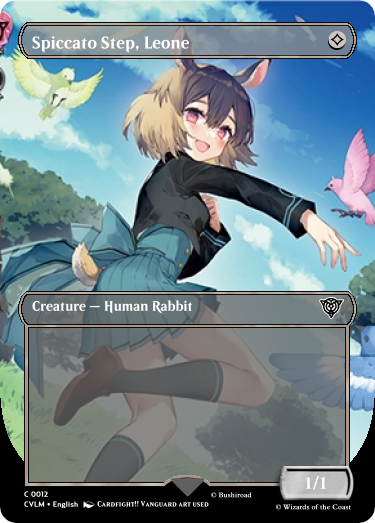 Spiccato Step, Leone
Creature — Human Rabbit
1/1
C 0012
CVLM • English CARDFIGHT!! VANGUARD ART USED
© Bushiroad
© Wizards of the Coast